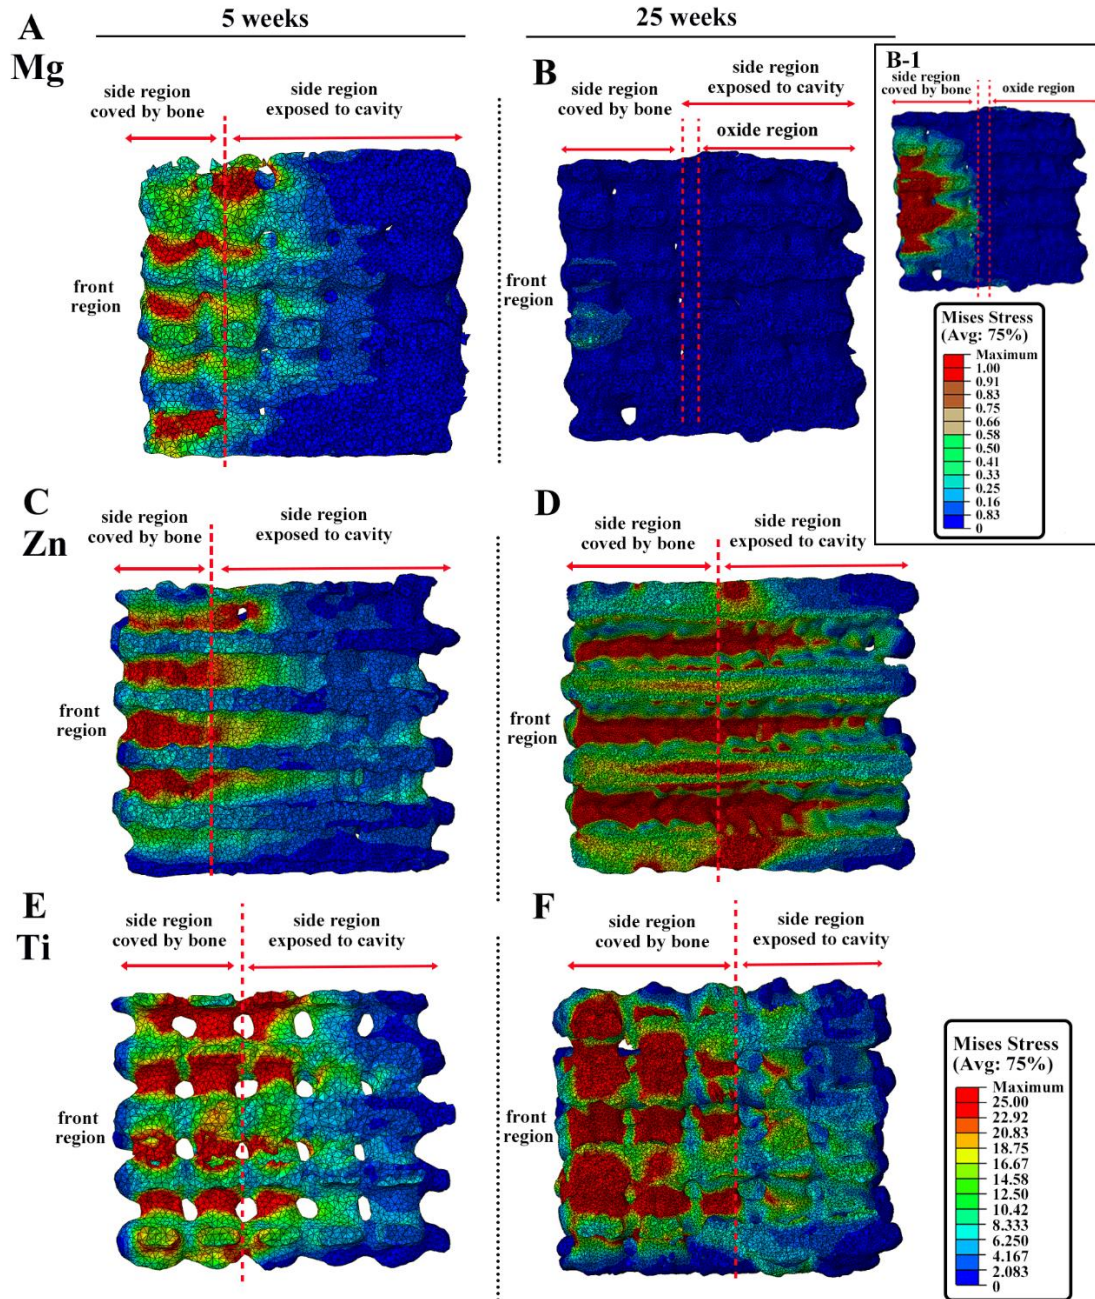 A
5 weeks
25 weeks
Mg
side region
coved by bone
side region
exposed to cavity
front
region
B
side region
coved by bone
side region
exposed to cavity
oxide region
front
region
B-1
side region
coved by bone
oxide region
Mises Stress
(Avg: 75%)
Maximum
1.00
0.91
0.83
0.75
0.66
0.58
0.50
0.41
0.33
0.25
0.16
0.83
0
C
Zn
side region
coved by bone
side region
exposed to cavity
front
region
D
side region
coved by bone
side region
exposed to cavity
front
region
E
Ti
side region
coved by bone
side region
exposed to cavity
front
region
F
side region
coved by bone
side region
exposed to cavity
front
region
Mises Stress
(Avg: 75%)
Maximum
25.00
22.92
20.83
18.75
16.67
14.58
12.50
10.42
8.333
6.250
4.167
2.083
0